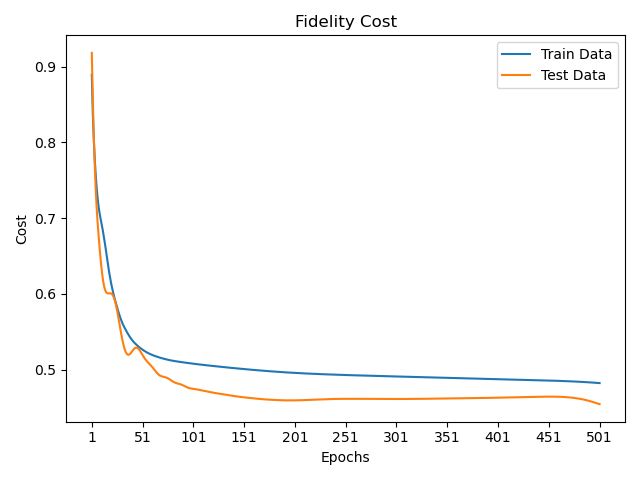 Fidelity Cost
Train Data
Test Data
0.9
0.8
0.7
0.6
0.5
Cost
1 51 101 151 201 251 301 351 401 451 501
Epochs